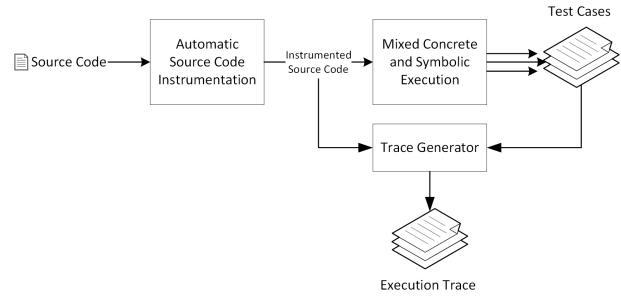 Test Cases
Source Code
Automatic
Source Code
Instrumentation
Instrumented
Source Code
Mixed Concrete
and Symbolic
Execution
Trace Generator
Execution Trace